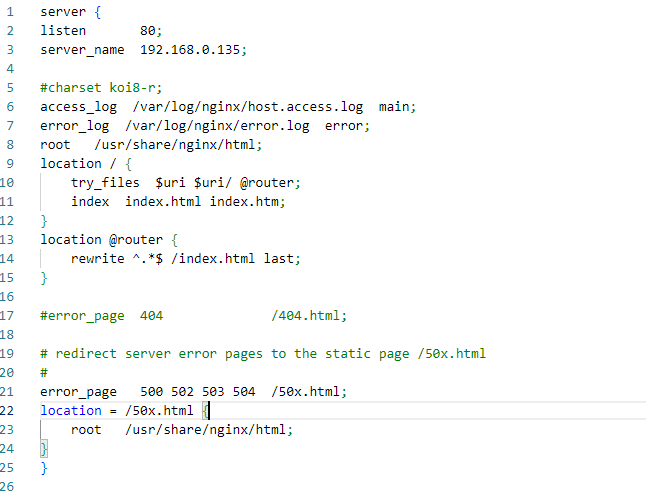 1 server {
2 listen       80;
3 server_name  192.168.0.135;
4
5 #charset koi8-r;
6 access_log  /var/log/nginx/host.access.log  main;
7 error_log  /var/log/nginx/error.log  error;
8 root   /usr/share/nginx/html;
9 location / {
10     try_files  $uri $uri/ @router;
11     index  index.html index.htm;
12 }
13 location @router {
14     rewrite ^.*$ /index.html last;
15 }
16
17 #error_page  404              /404.html;
18
19 # redirect server error pages to the static page /50x.html
20 #
21 error_page   500 502 503 504  /50x.html;
22 location = /50x.html {
23     root   /usr/share/nginx/html;
24 }
25 }
26